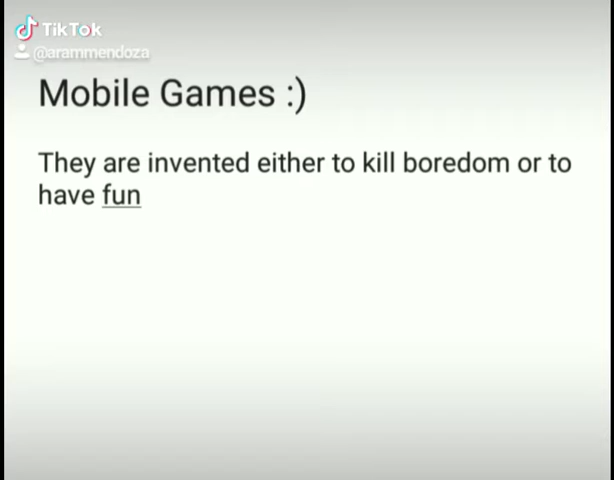 TikTok
@arammendoza
Mobile Games :)
They are invented either to kill boredom or to
have fun